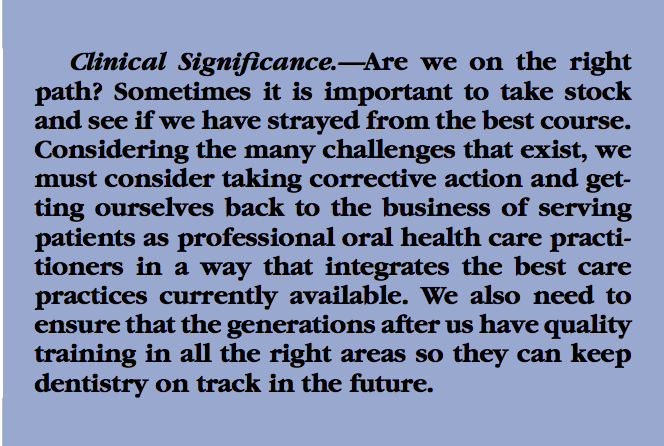 Clinical Significance.—Are we on the right
path? Sometimes it is important to take stock
and see if we have strayed from the best course.
Considering the many challenges that exist, we
must consider taking corrective action and get-
ting ourselves back to the business of serving
patients as professional oral health care practi-
tioners in a way that integrates the best care
practices currently available. We also need to
ensure that the generations after us have quality
training in all the right areas so they can keep
dentistry on track in the future.